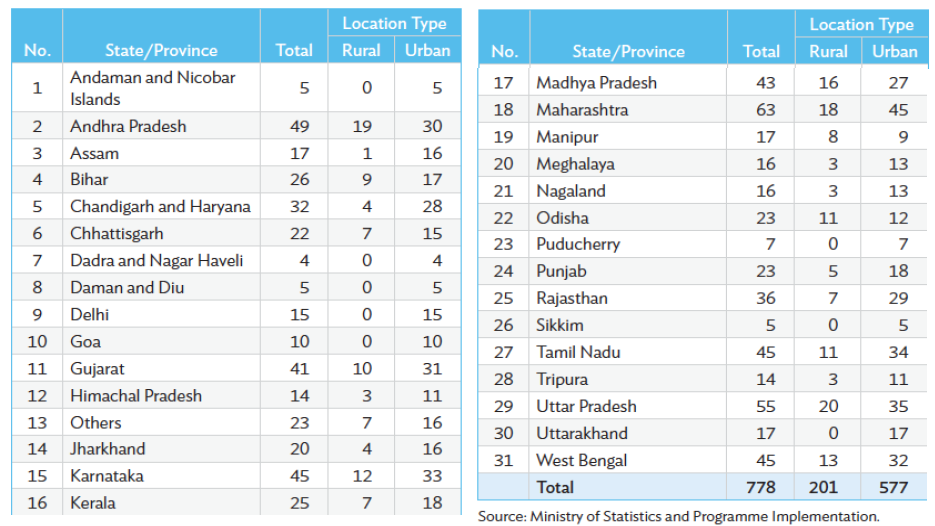 Location Type
No. State/Province Total Rural Urban
1 Andaman and Nicobar
Islands 5 0 5
2 Andhra Pradesh 49 19 30
3 Assam 17 1 16
4 Bihar 26 9 17
5 Chandigarh and Haryana 32 4 28
6 Chhattisgarh 22 7 15
7 Dadra and Nagar Haveli 4 0 4
8 Daman and Diu 5 0 5
9 Delhi 15 0 15
10 Goa 10 0 10
11 Gujarat 41 10 31
12 Himachal Pradesh 14 3 11
13 Others 23 7 16
14 Jharkhand 20 4 16
15 Karnataka 45 12 33
16 Kerala 25 7 18
Location Type
No. State/Province Total Rural Urban
17 Madhya Pradesh 43 16 27
18 Maharashtra 63 18 45
19 Manipur 17 8 9
20 Meghalaya 16 3 13
21 Nagaland 16 3 13
22 Odisha 23 11 12
23 Puducherry 7 0 7
24 Punjab 23 5 18
25 Rajasthan 36 7 29
26 Sikkim 5 0 5
27 Tamil Nadu 45 11 34
28 Tripura 14 3 11
29 Uttar Pradesh 55 20 35
30 Uttarakhand 17 0 17
31 West Bengal 45 13 32
Total 778 201 577
Source: Ministry of Statistics and Programme Implementation.